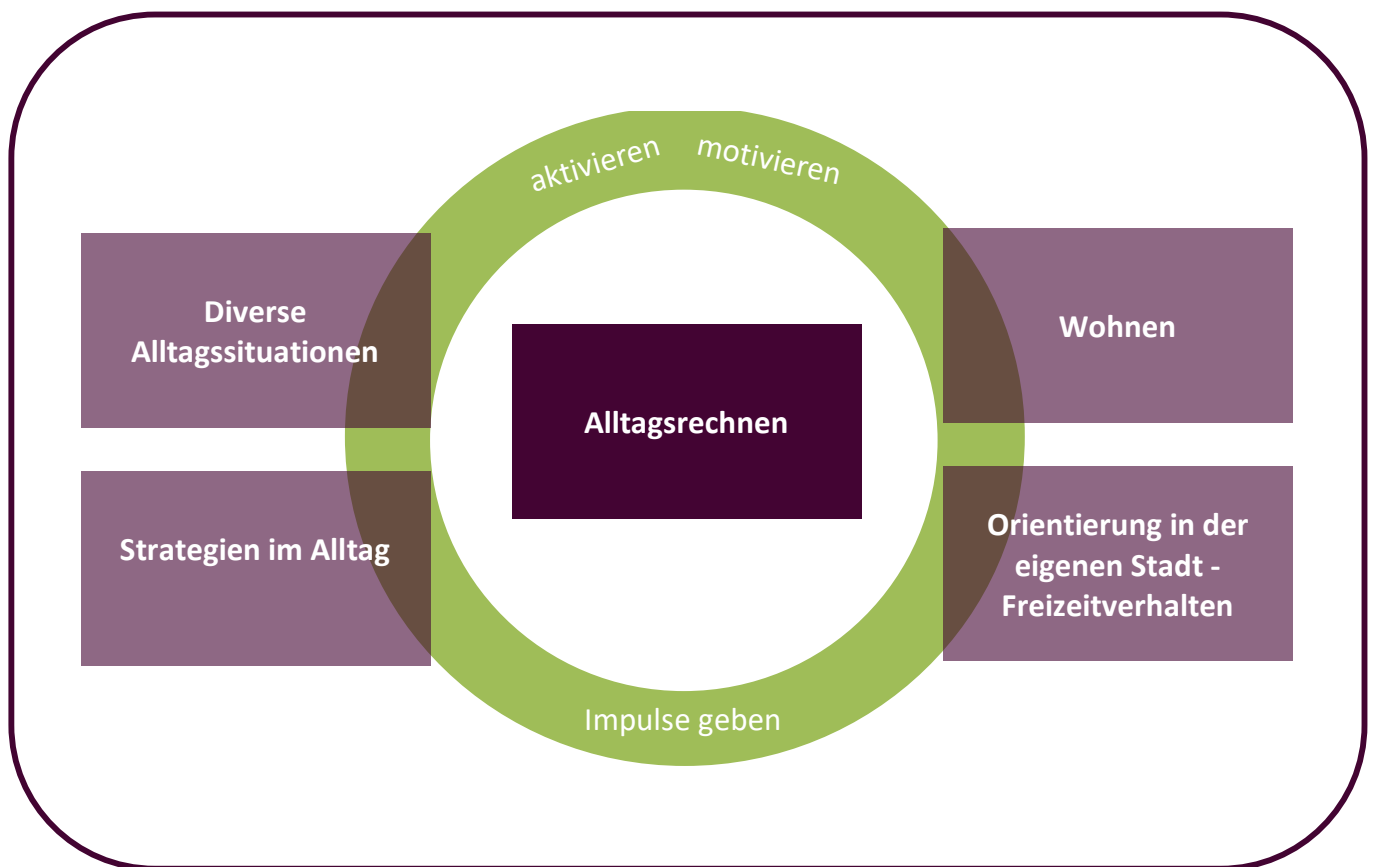 aktivieren motivieren
Diverse
Alltagssituationen
Wohnen
Alltagsrechnen
Strategien im Alltag
Orientierung in der
eigenen Stadt -
Freizeitverhalten
Impulse geben